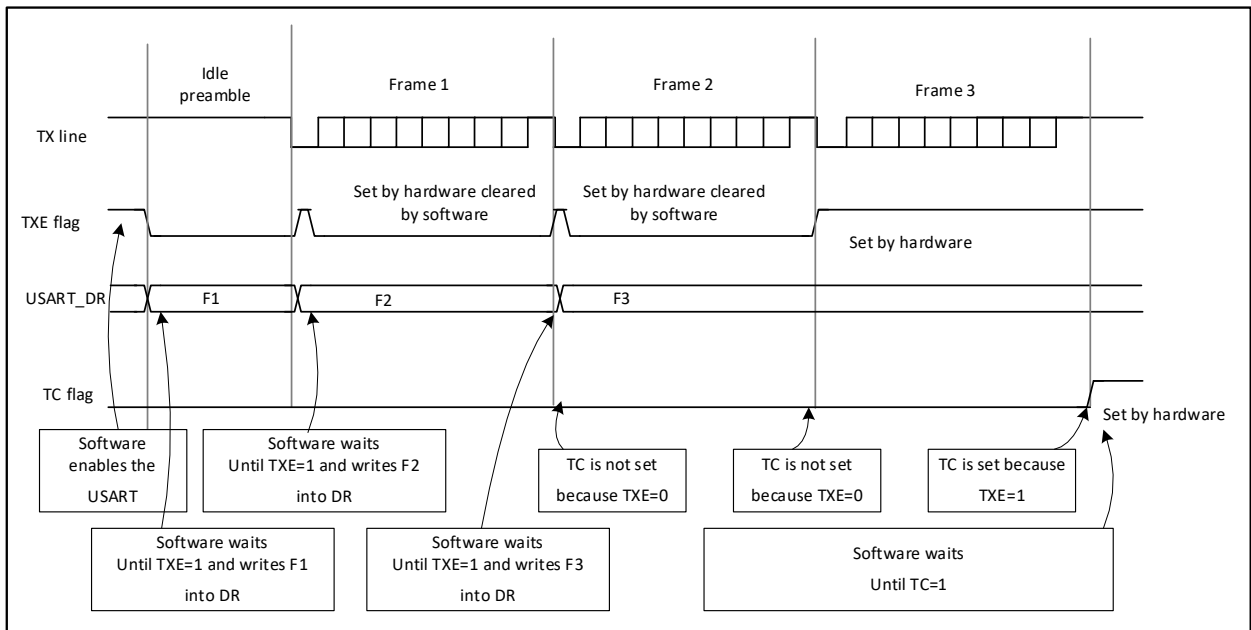 Idle
preamble
Frame 1
Frame 2
Frame 3
TX line
Set by hardware cleared
by software
Set by hardware cleared
by software
TXE flag
Set by hardware
USART_DR
F1
F2
F3
TC flag
Set by hardware
Software
enables the
USART
Software waits
Until TXE=1 and writes F2
into DR
TC is not set
because TXE=0
TC is not set
because TXE=0
TC is set because
TXE=1
Software waits
Until TXE=1 and writes F1
into DR
Software waits
Until TXE=1 and writes F3
into DR
Software waits
Until TC=1